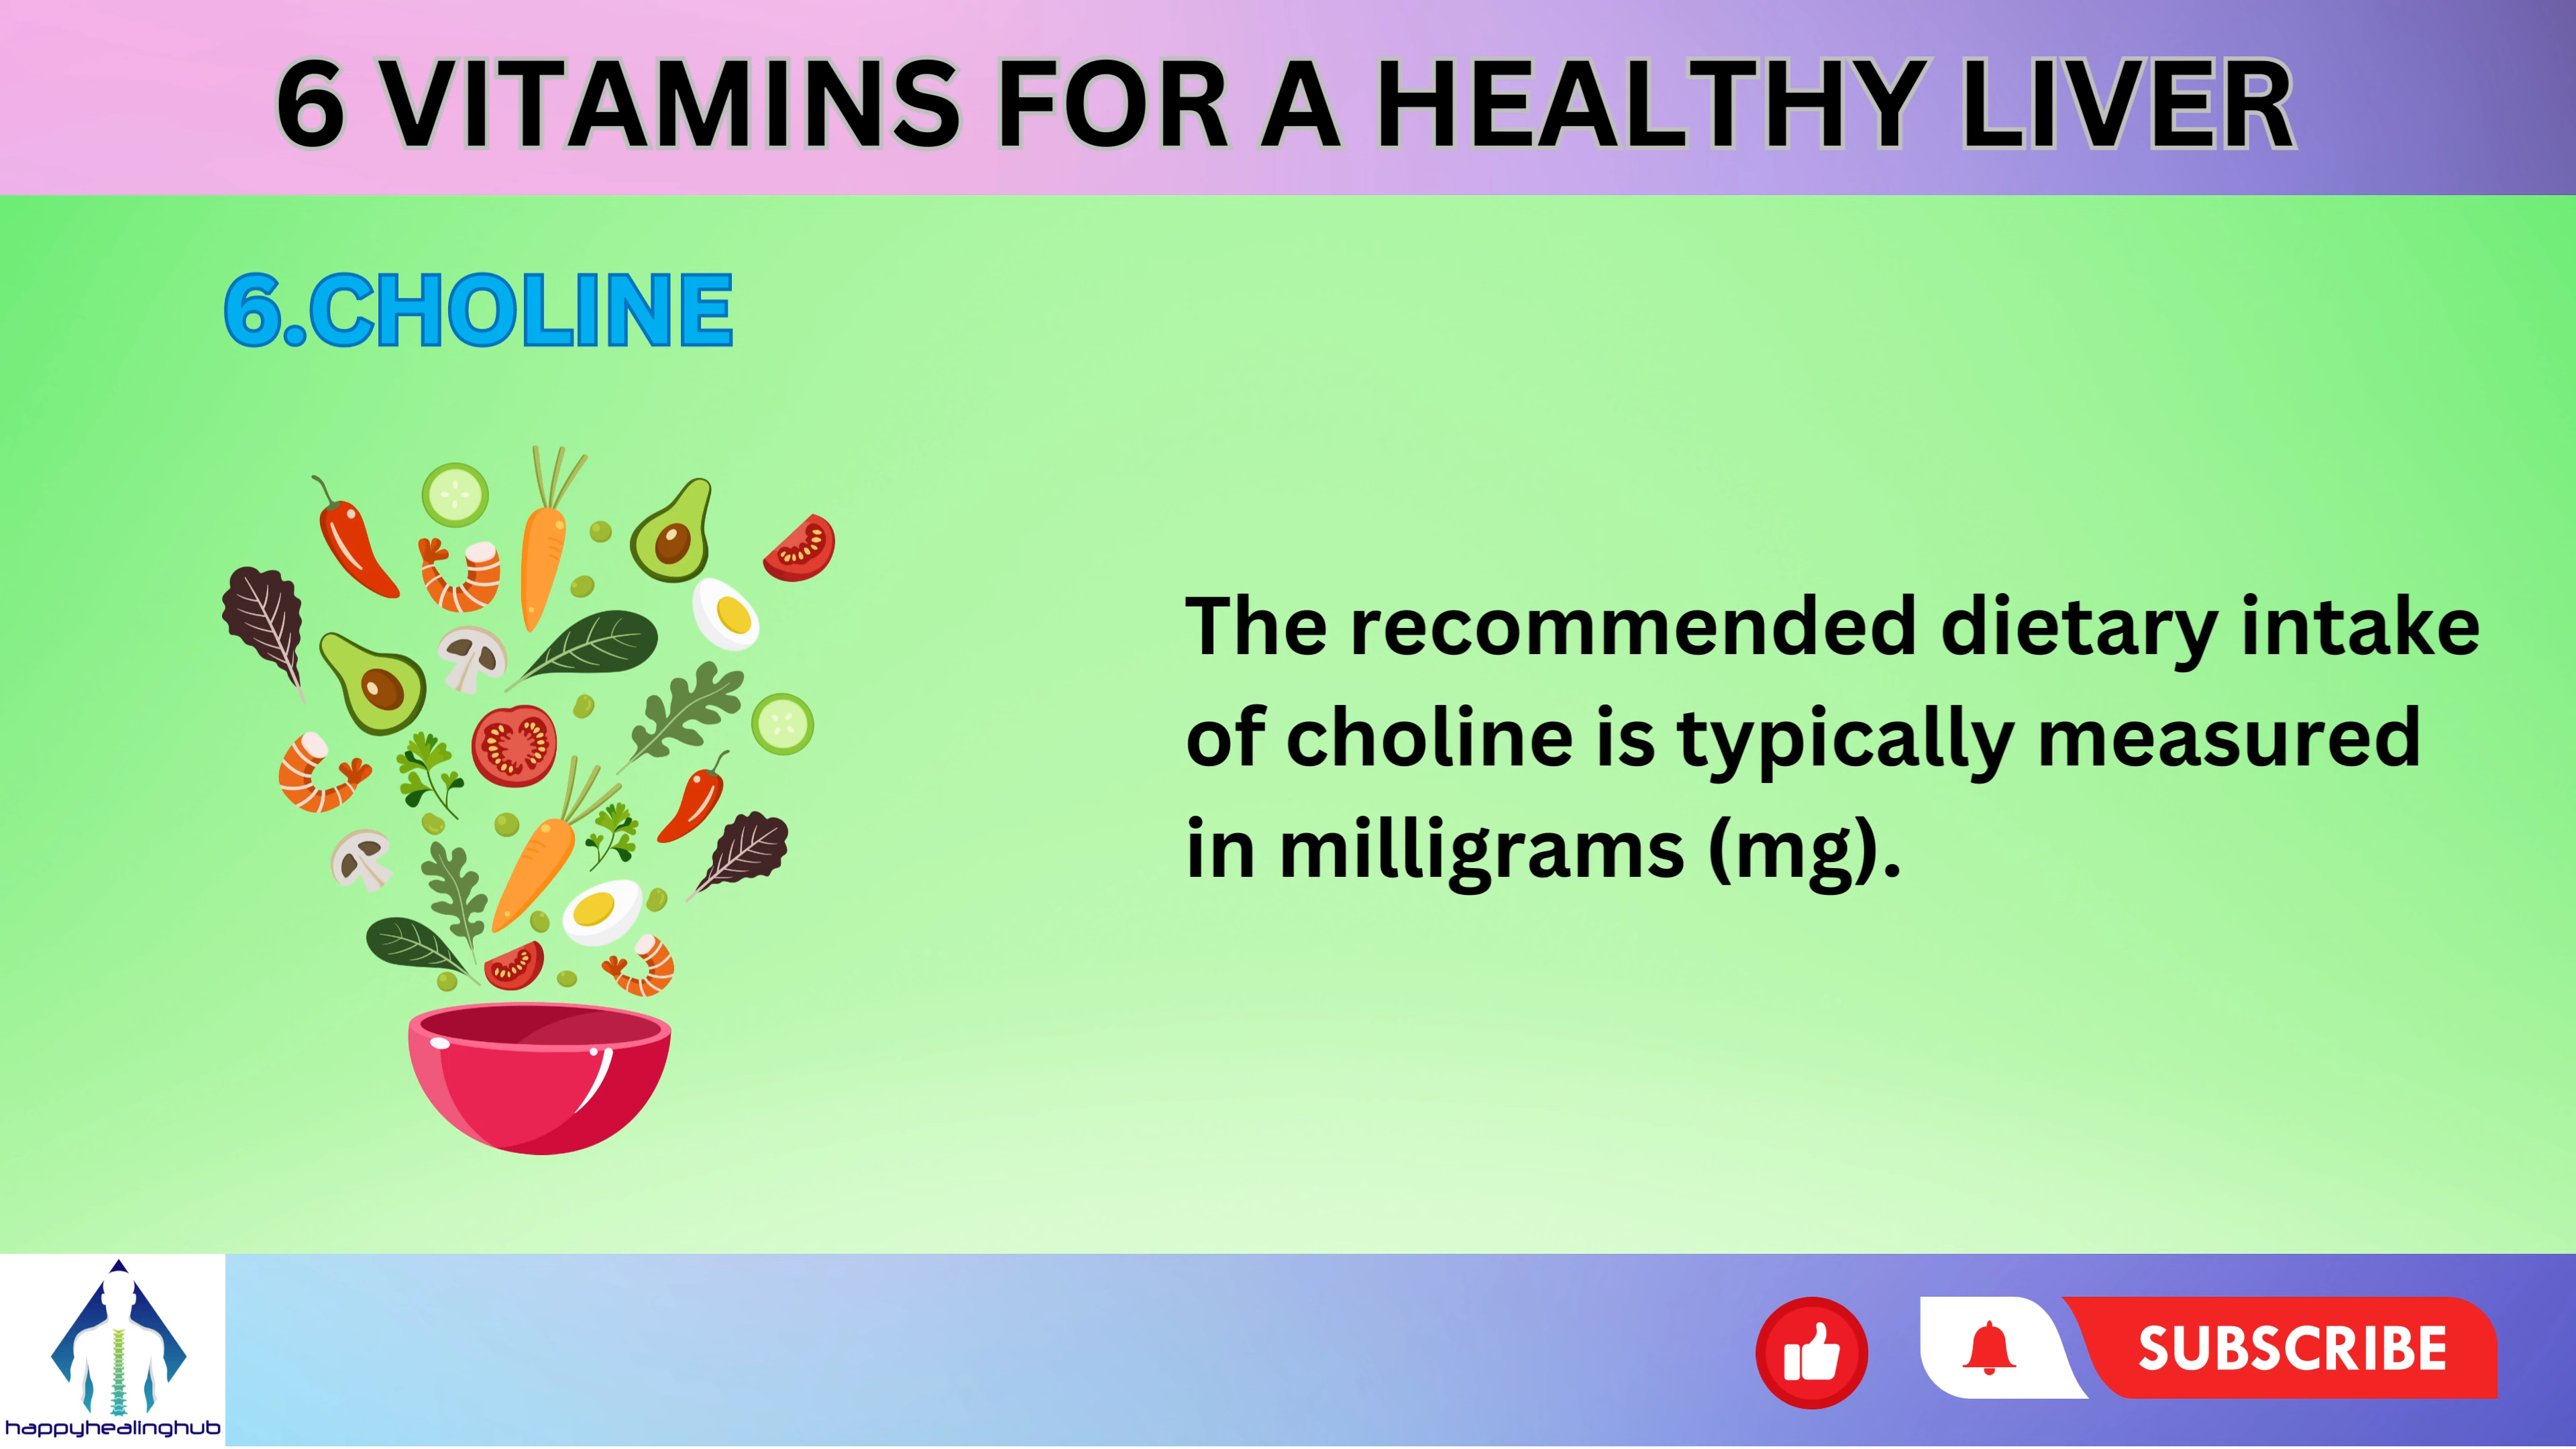 6 VITAMINS FOR A HEALTHY LIVER
6.CHOLINE
The recommended dietary intake
of choline is typically measured
in milligrams (mg).
happyhealinghub
SUBSCRIBE